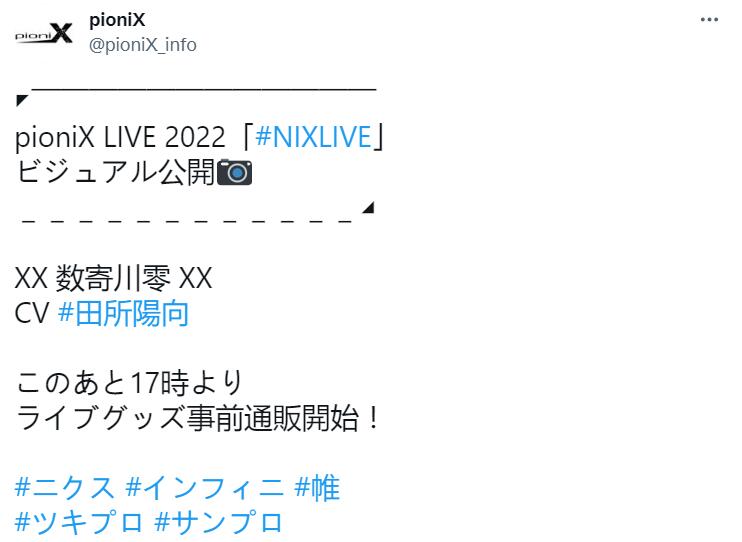 pioniX
pioniX
@pioniX_info
◤￣￣￣￣￣￣￣￣￣￣￣￣
pioniX LIVE 2022「#NIXLIVE」
ビジュアル公開📷
_ _ _ _ _ _ _ _ _ _ _ _◢
XX 数寄川零 XX
CV #田所陽向
このあと17時より
ライブグッズ事前通販開始！
#ニクス #インフィニ #帷
#ツキプロ #サンプロ